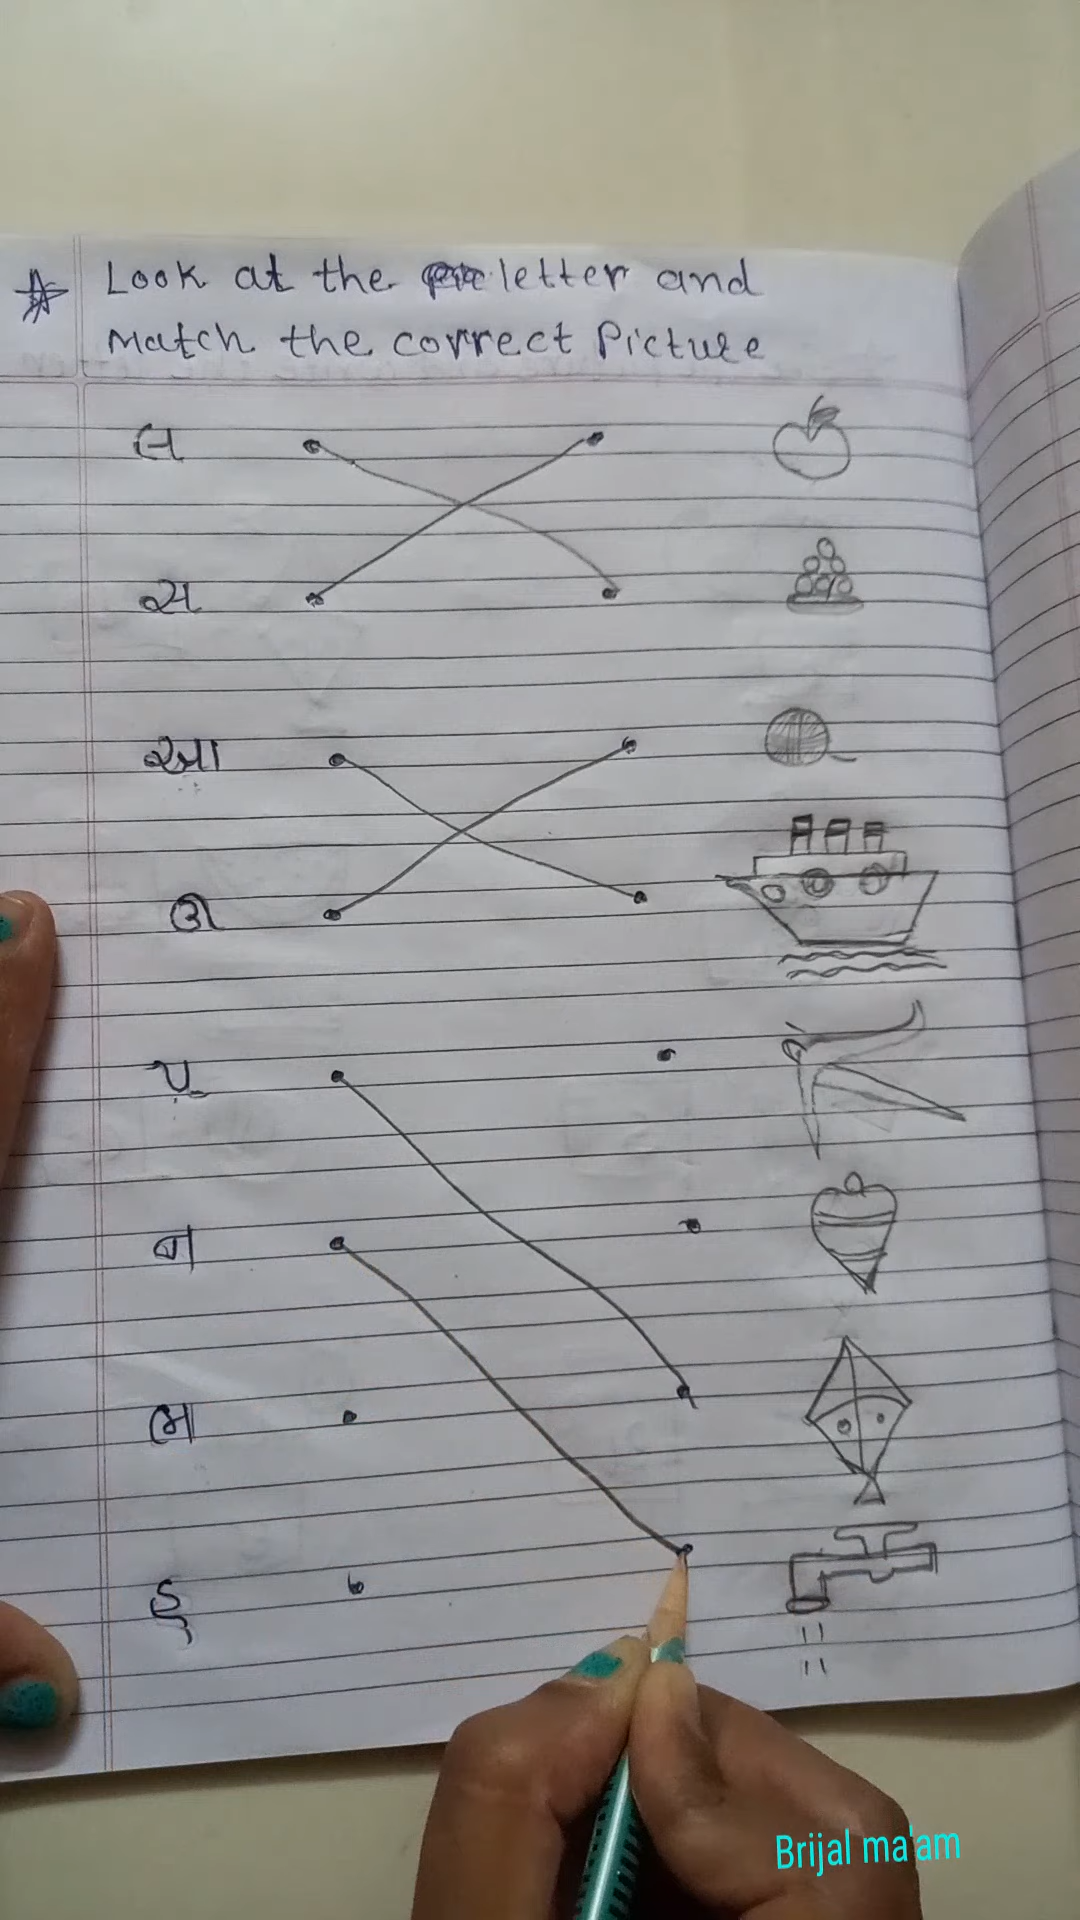 Look at the letter and
Match the correct Picture
લ
સ
આ
ઊ
પ
ન
ભ
હ
Brijal ma'am